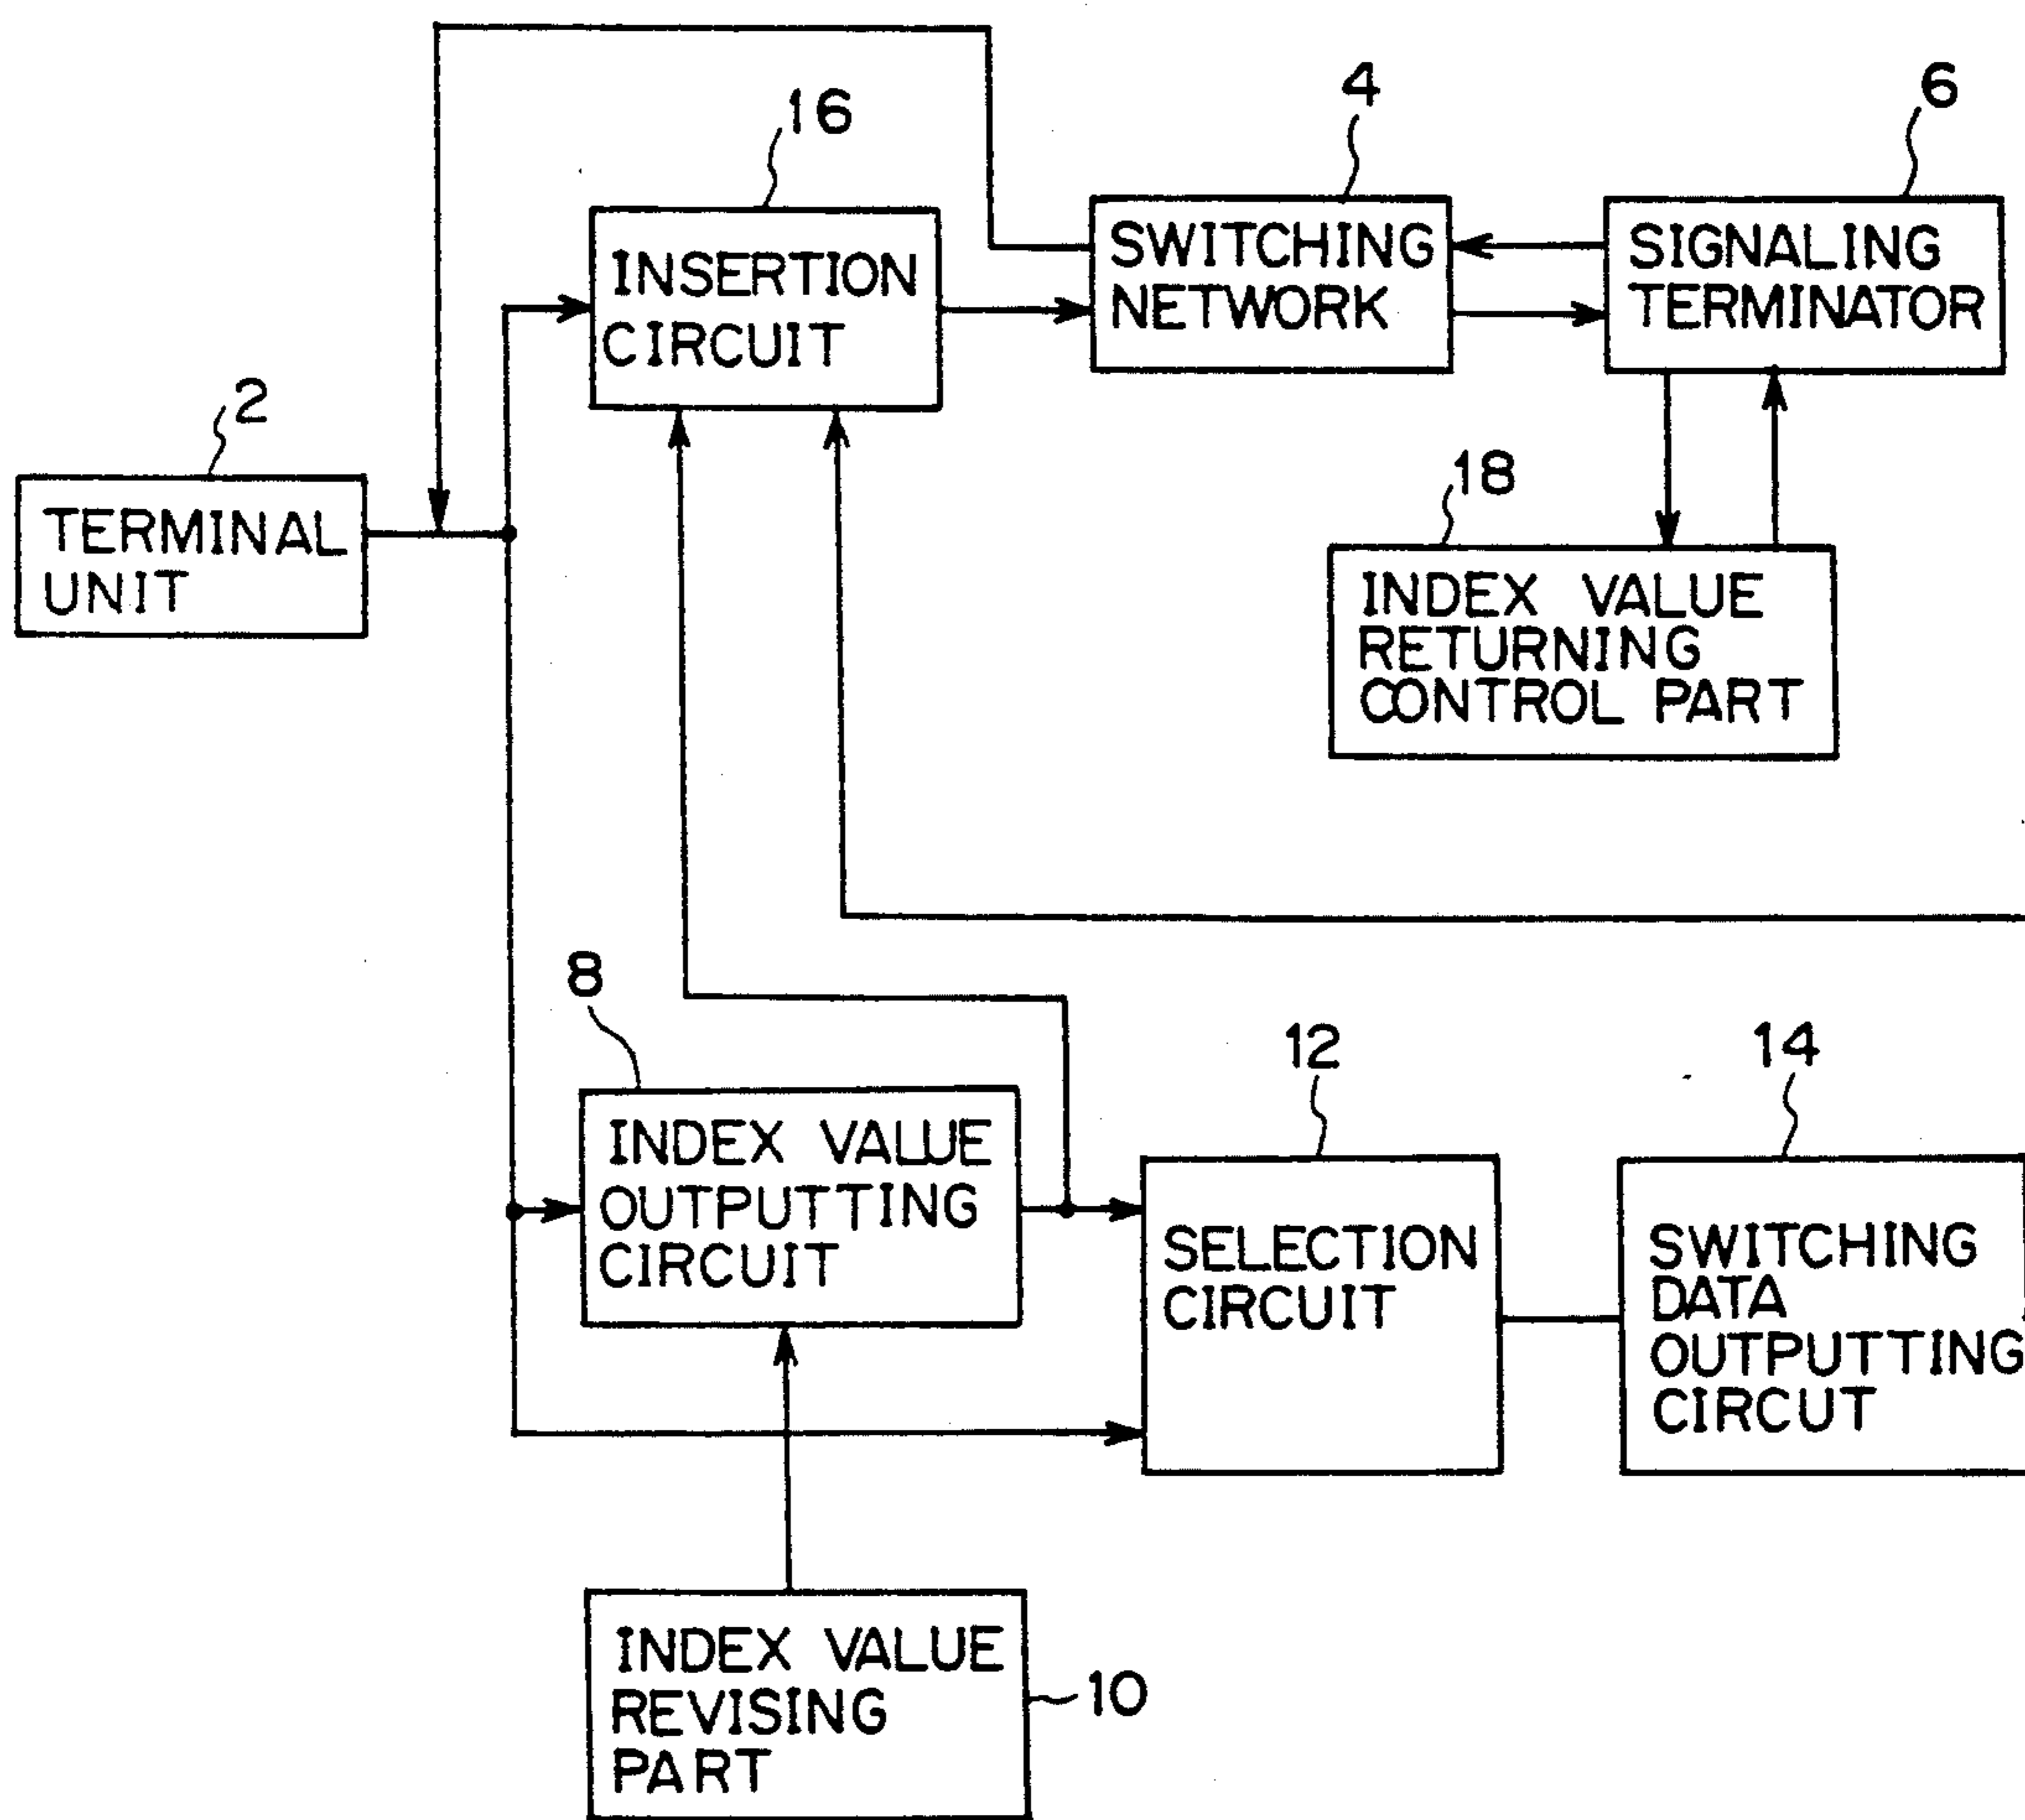 16
4
6
INSERTION
CIRCUIT
SWITCHING
NETWORK
SIGNALING
TERMINATOR
2
TERMINAL
UNIT
18
INDEX VALUE
RETURNING
CONTROL PART
8
INDEX VALUE
OUTPUTTING
CIRCUIT
12
SELECTION
CIRCUIT
14
SWITCHING
DATA
OUTPUTTING
CIRCUT
INDEX VALUE
REVISING
PART
10